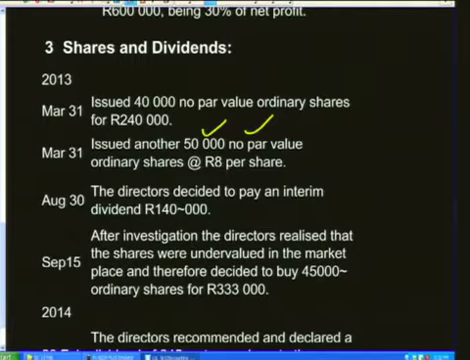 R600 000, being 30% of net profit.
3 Shares and Dividends:
2013
Mar 31 Issued 40 000 no par value ordinary shares
for R240 000.
Mar 31 Issued another 50 000 no par value
ordinary shares @ R8 per share.
Aug 30 The directors decided to pay an interim
dividend R140~000.
After investigation the directors realised that
Sep15 the shares were undervalued in the market
place and therefore decided to buy 45000~
ordinary shares for R333 000.
2014
The directors recommended and declared a